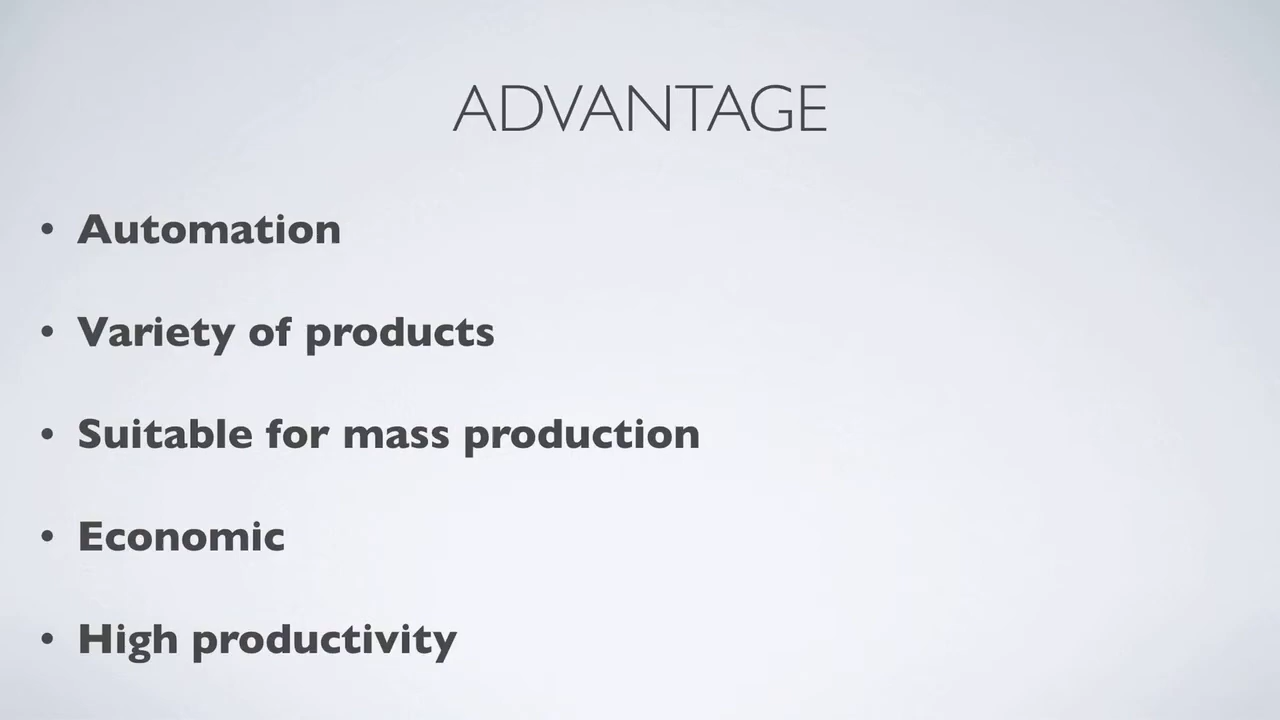 ADVANTAGE
• Automation
• Variety of products
• Suitable for mass production
• Economic
• High productivity